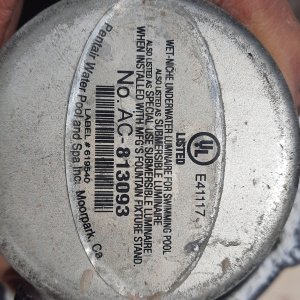 UL
LISTED
E41117
WET-NICHE UNDERWATER LUMINAIRE FOR SWIMMING POOL
ALSO LISTED AS SUBMERSIBLE LUMINAIRE
ALSO LISTED AS SPECIAL USE SUBMERSIBLE LUMINAIRE
WHEN INSTALLED WITH MFG'S FOUNTAIN FIXTURE STAND.
No. AC-813093
LABEL # 619540
Pentair Water Pool and Spa Inc. Moorpark, Ca